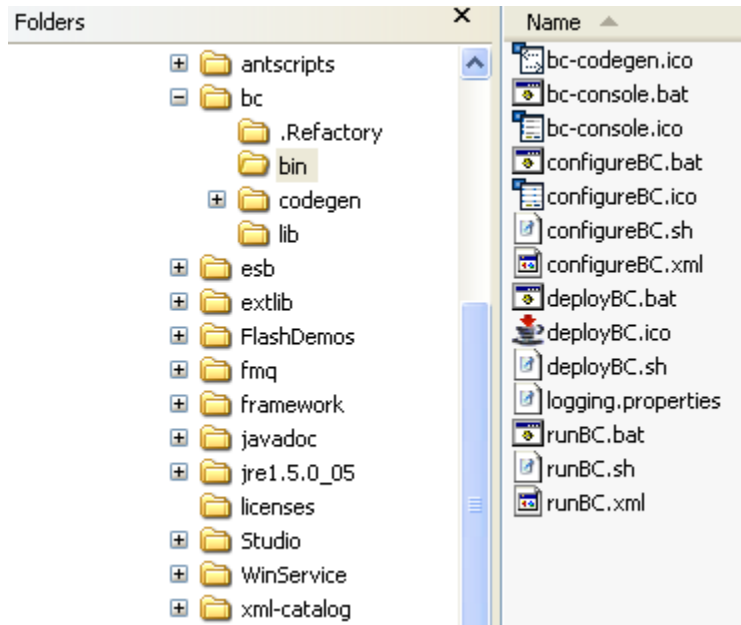 Folders
antscripts
bc
.Refactory
bin
codegen
lib
esb
extlib
FlashDemos
fmq
framework
javadoc
jre1.5.0_05
licenses
Studio
WinService
xml-catalog
Name
bc-codegen.ico
bc-console.bat
bc-console.ico
configureBC.bat
configureBC.ico
configureBC.sh
configureBC.xml
deployBC.bat
deployBC.ico
deployBC.sh
logging.properties
runBC.bat
runBC.sh
runBC.xml